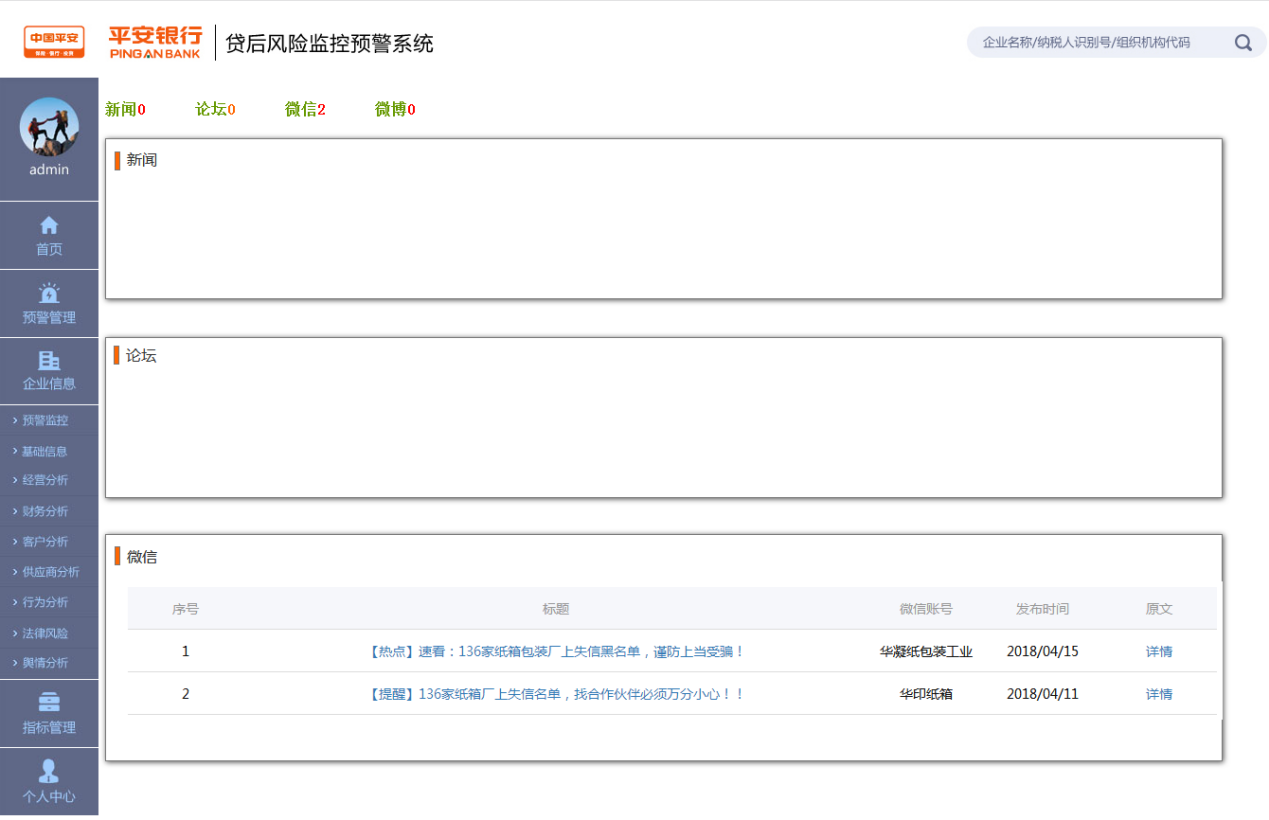 中国平安
保险·银行·投资
平安银行
PING AN BANK
贷后风险监控预警系统
企业名称/纳税人识别号/组织机构代码
admin
首页
预警管理
企业信息
预警监控
基础信息
经营分析
财务分析
客户分析
供应商分析
行为分析
法律风险
舆情分析
指标管理
个人中心
新闻0 论坛0 微信2 微博0
新闻
论坛
微信
序号 标题 微信账号 发布时间 原文
1 【热点】速看：136家纸箱包装厂上失信黑名单，谨防上当受骗！ 华凝纸包装工业 2018/04/15 详情
2 【提醒】136家纸箱厂上失信名单，找合作伙伴必须万分小心！！ 华印纸箱 2018/04/11 详情